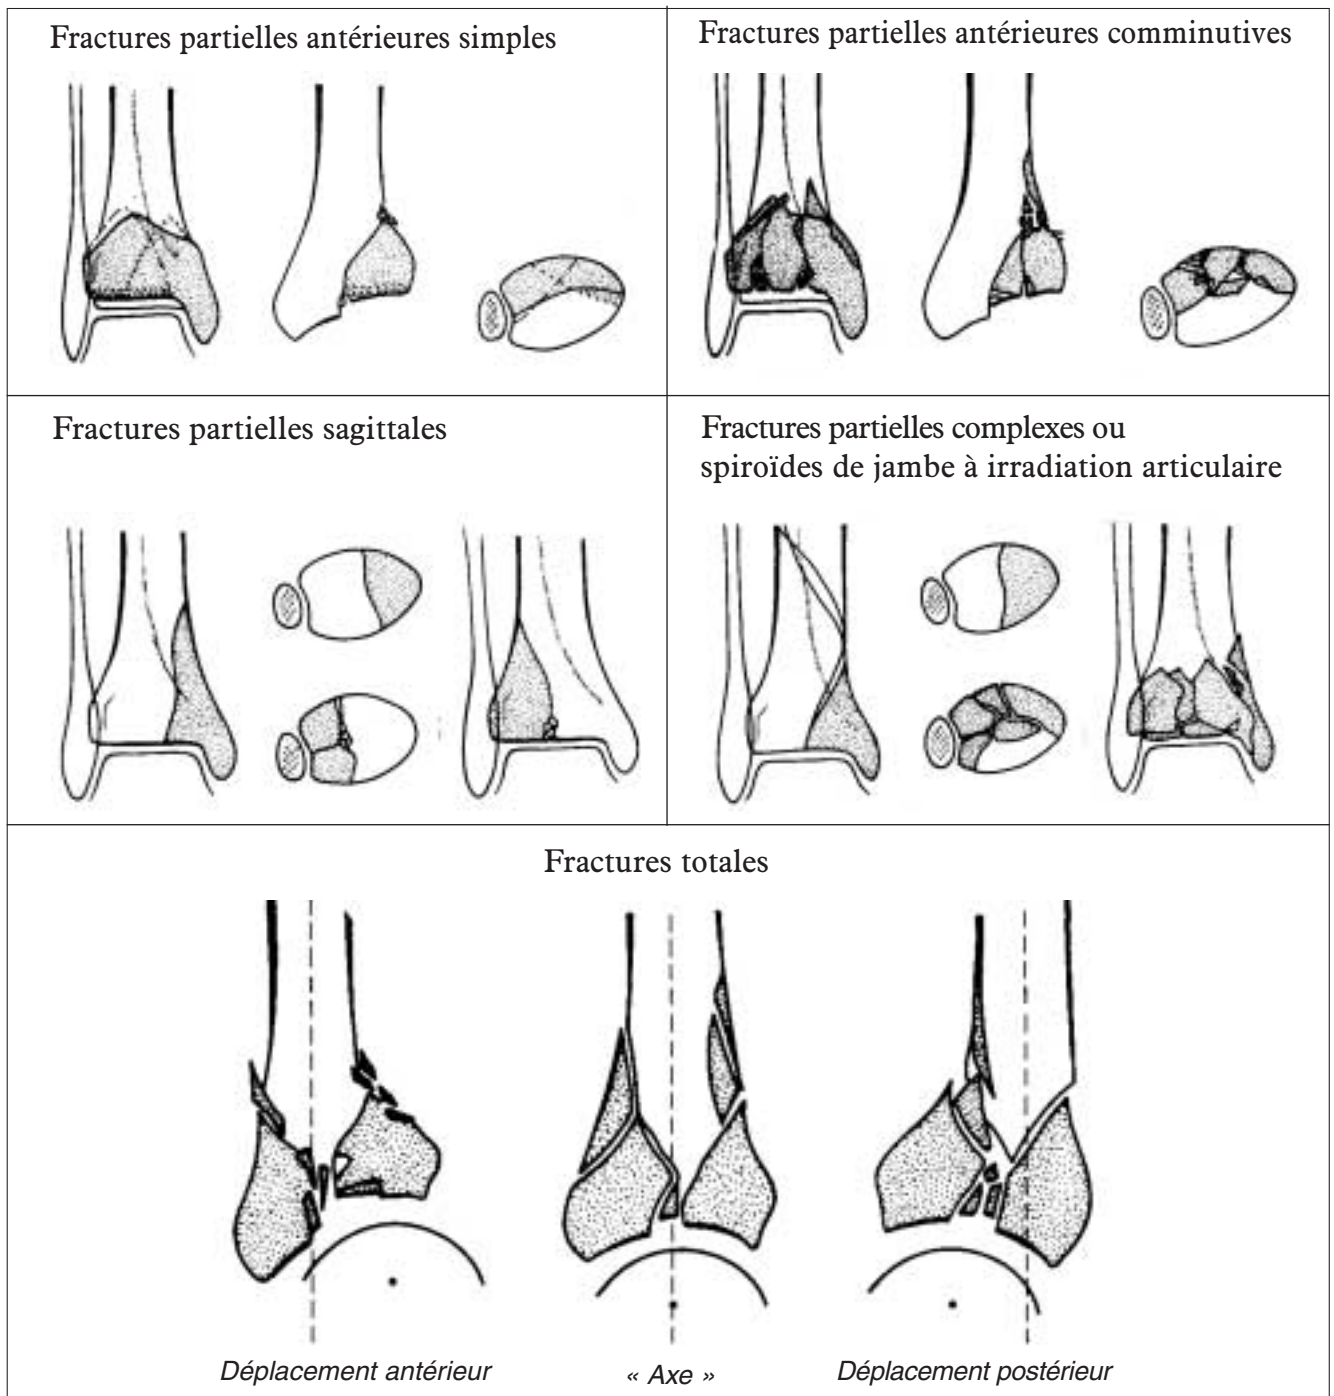 Fractures partielles antérieures simples
Fractures partielles antérieures comminutives
Fractures partielles sagittales
Fractures partielles complexes ou
spiroïdes de jambe à irradiation articulaire
Fractures totales
Déplacement antérieur
« Axe »
Déplacement postérieur